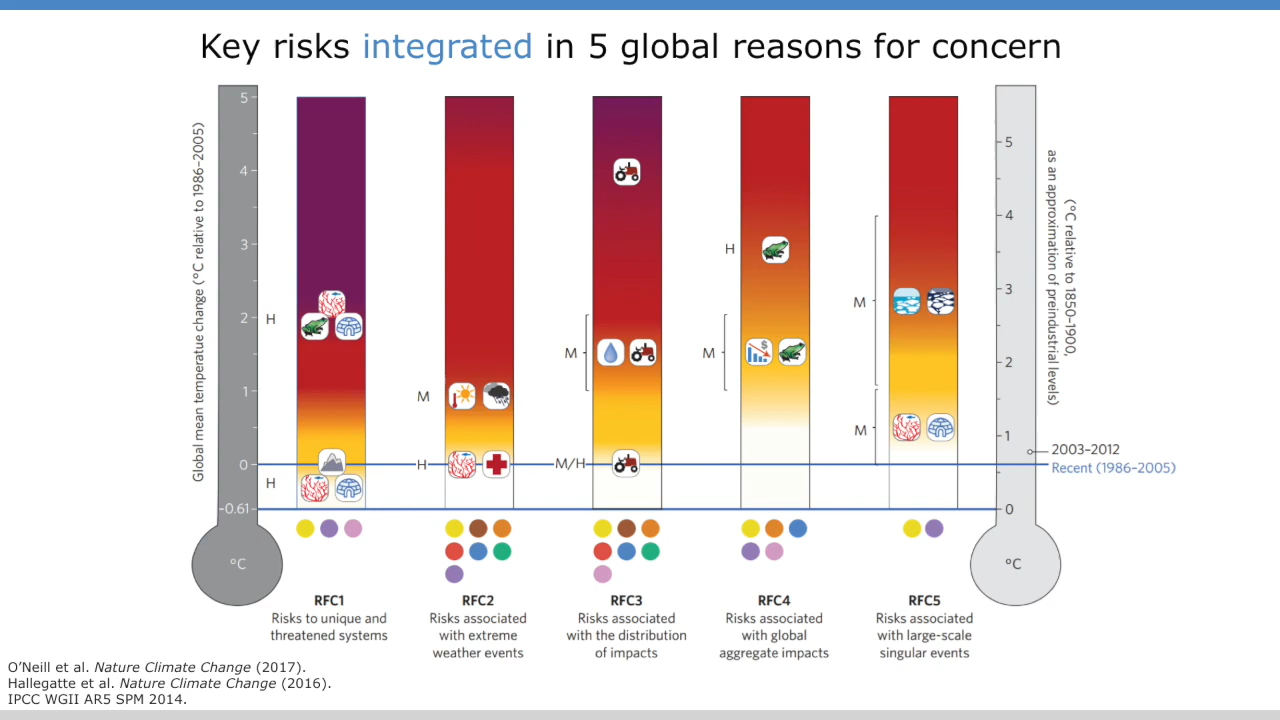 Key risks integrated in 5 global reasons for concern
Global mean temperatue change (°C relative to 1986–2005)
5
4
3
2
1
0
-0.61
°C
H
H
M
H
M
M/H
H
M
M
M
5
4
3
2
1
0
°C
(°C relative to 1850–1900,
as an approximation of preindustrial levels)
2003–2012
Recent (1986–2005)
$
RFC1
Risks to unique and
threatened systems
RFC2
Risks associated
with extreme
weather events
RFC3
Risks associated
with the distribution
of impacts
RFC4
Risks associated
with global
aggregate impacts
RFC5
Risks associated
with large-scale
singular events
O’Neill et al. Nature Climate Change (2017).
Hallegatte et al. Nature Climate Change (2016).
IPCC WGII AR5 SPM 2014.